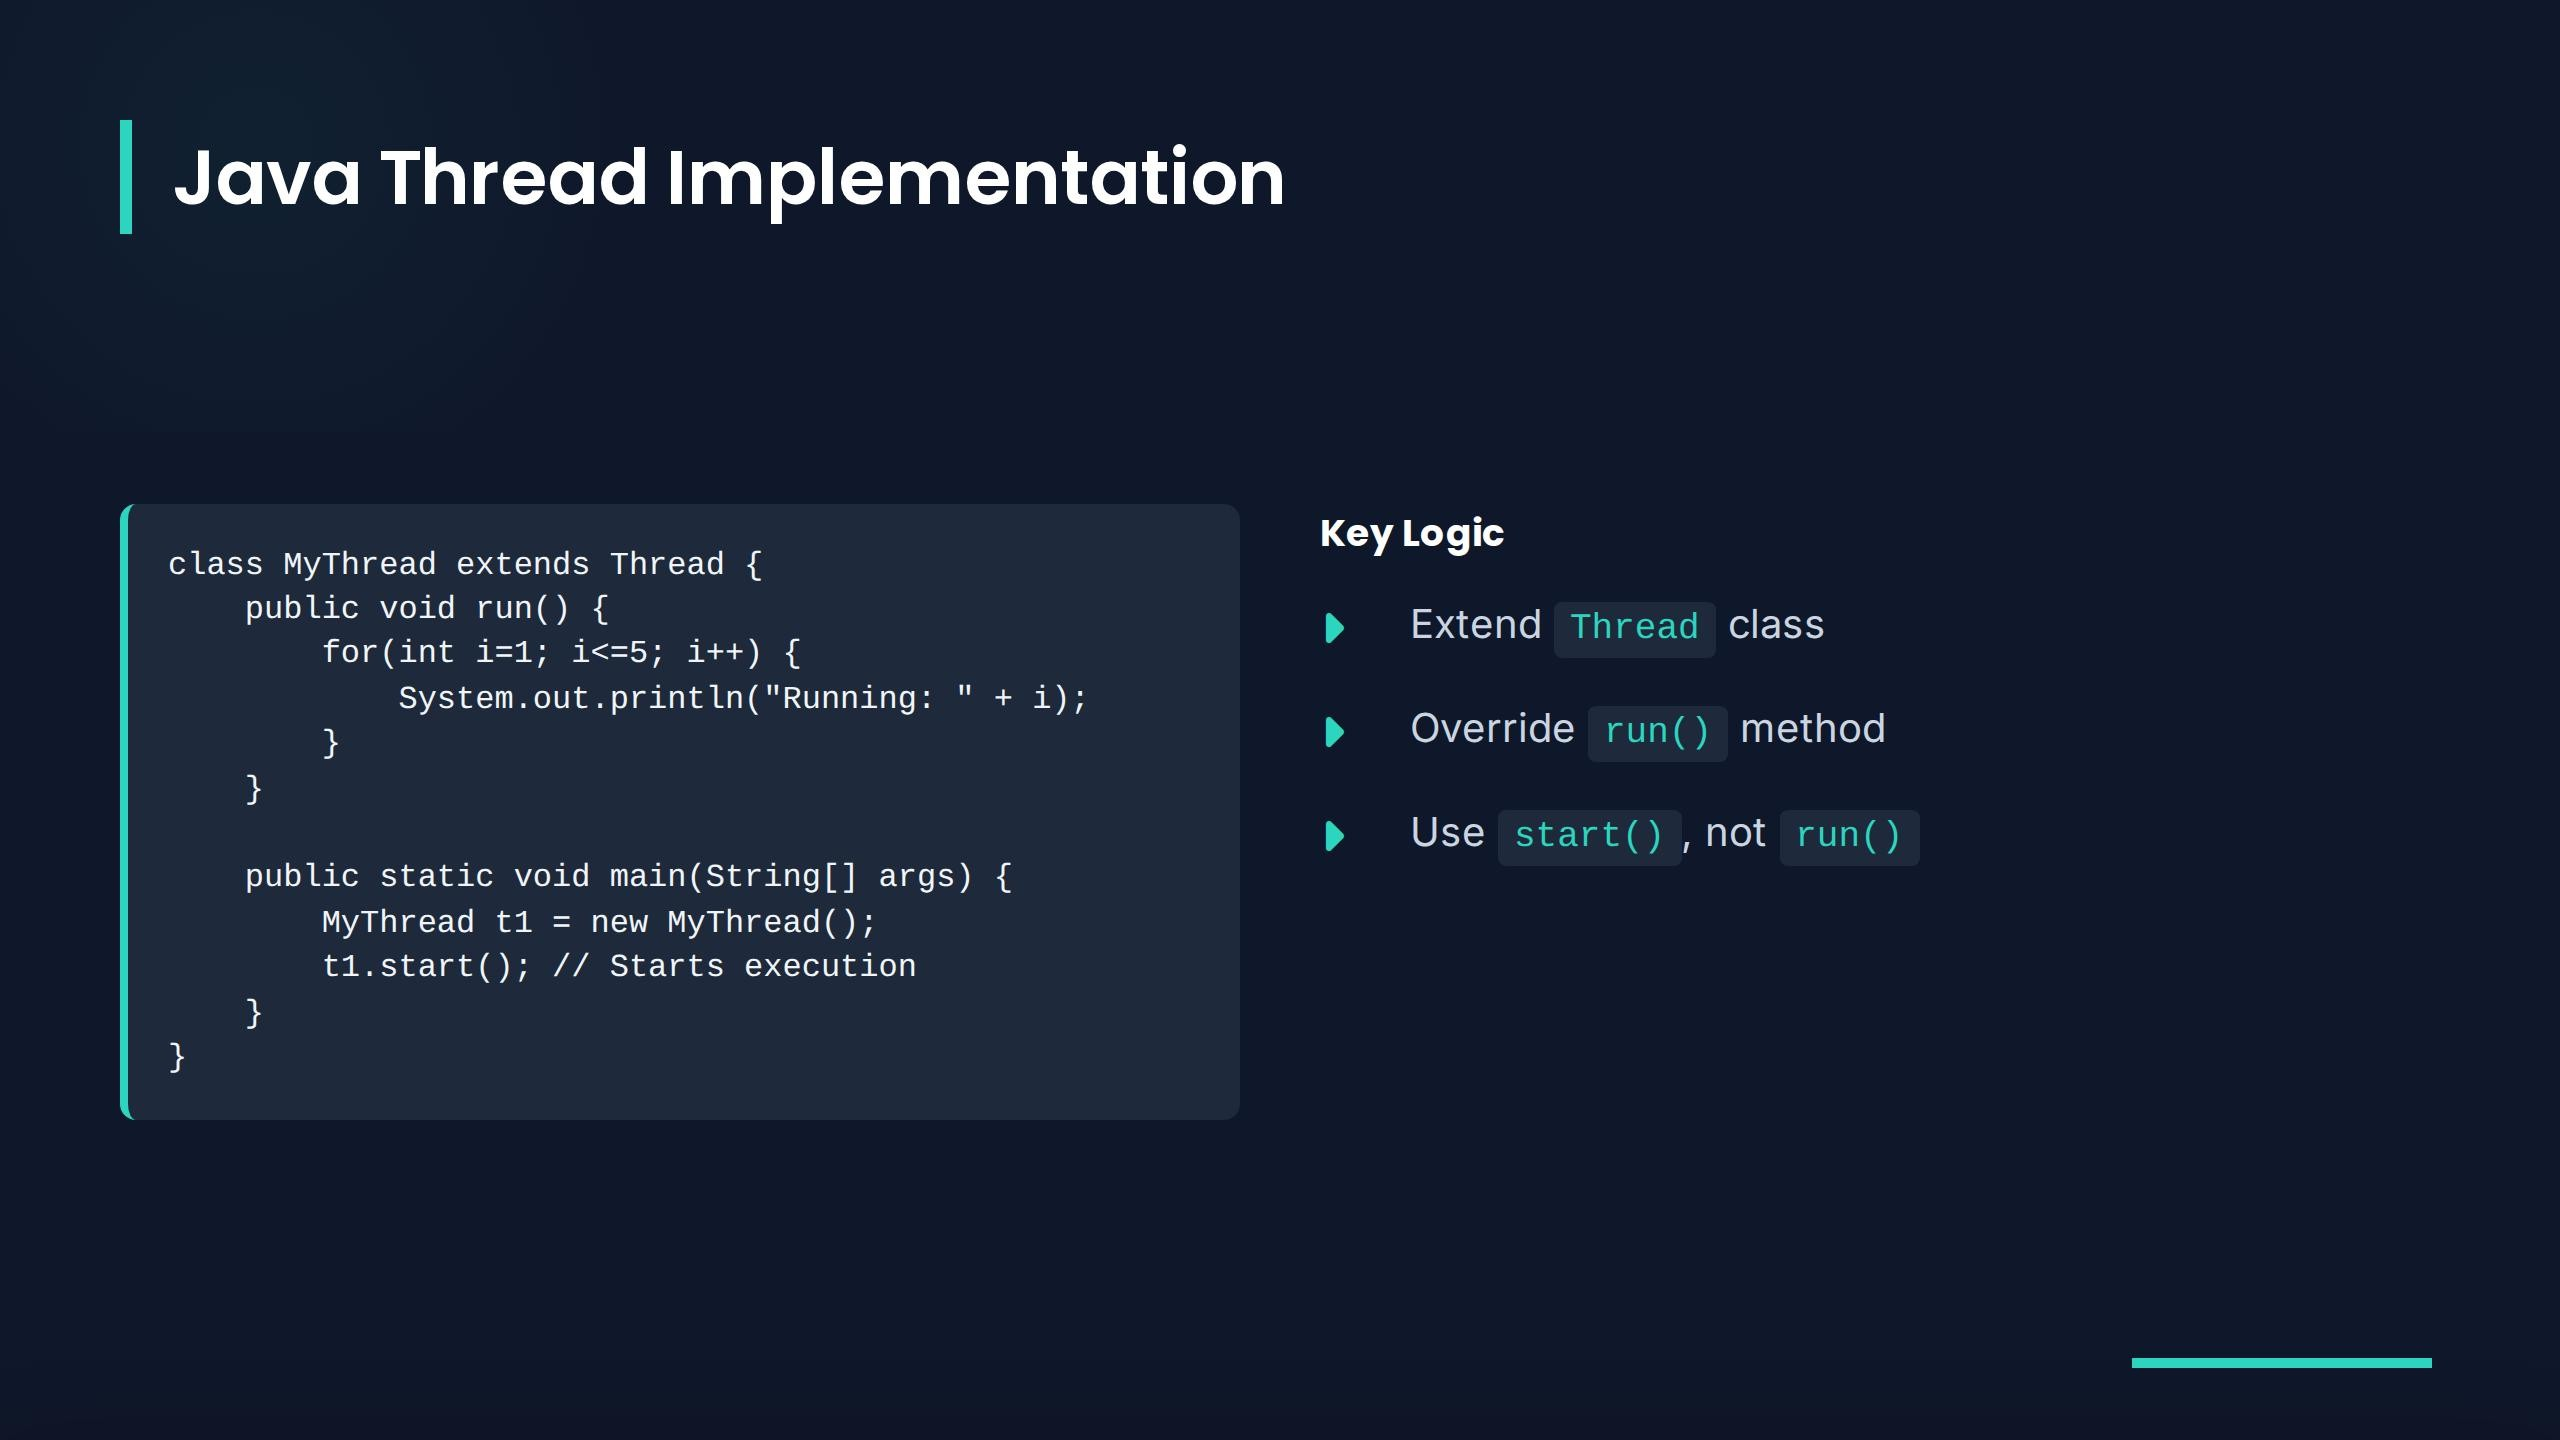 Java Thread Implementation
class MyThread extends Thread {
    public void run() {
        for(int i=1; i<=5; i++) {
            System.out.println("Running: " + i);
        }
    }

    public static void main(String[] args) {
        MyThread t1 = new MyThread();
        t1.start(); // Starts execution
    }
}
Key Logic
Extend Thread class
Override run() method
Use start(), not run()